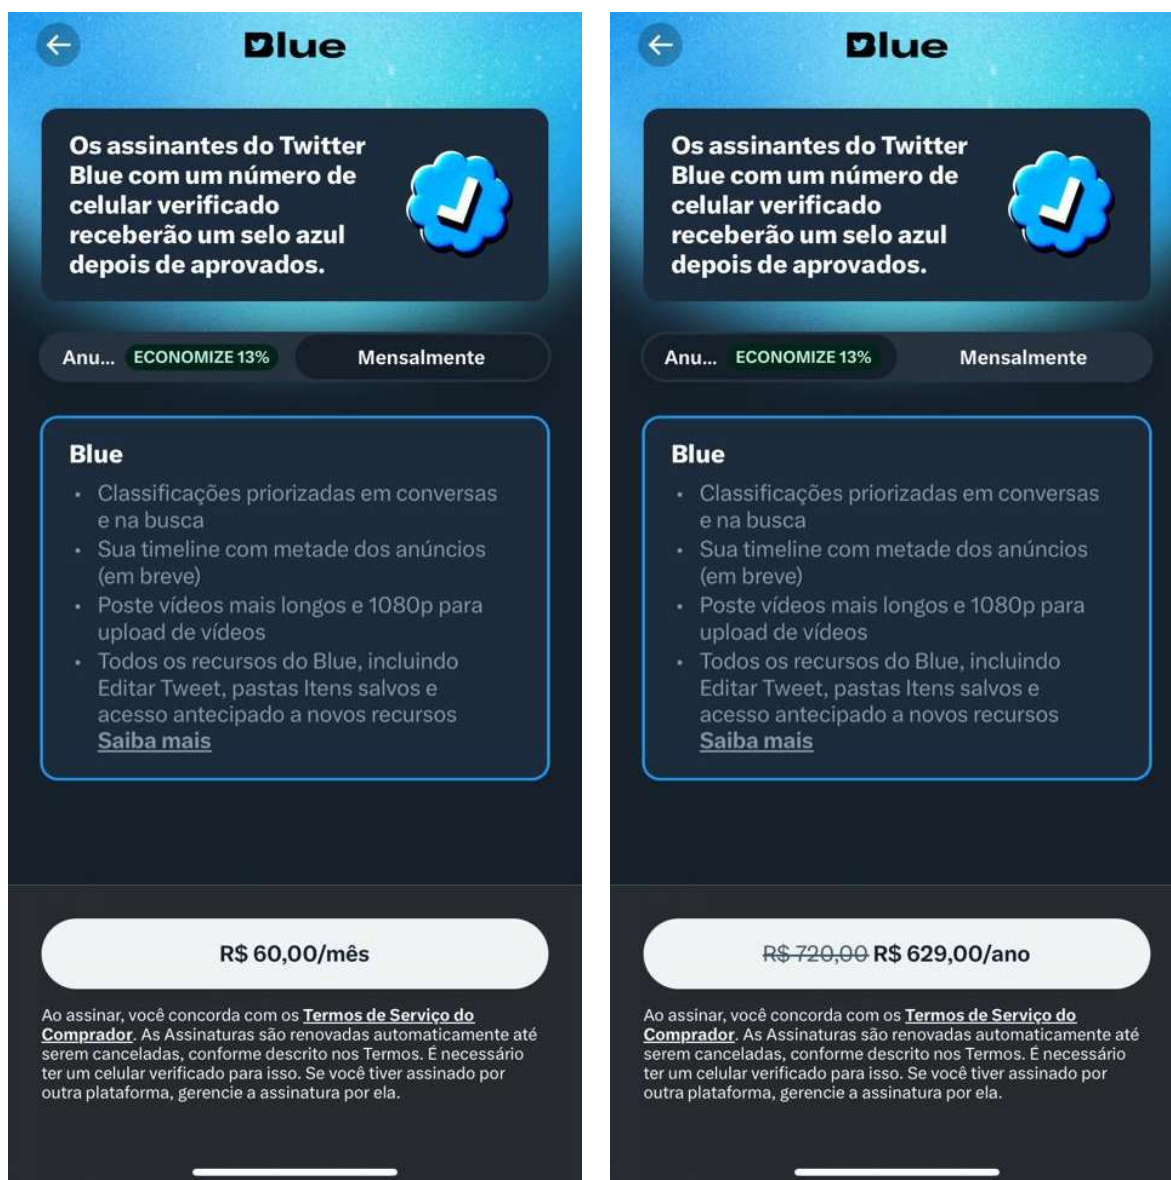 Blue
Os assinantes do Twitter
Blue com um número de
celular verificado
receberão um selo azul
depois de aprovados.
Anu... ECONOMIZE 13% Mensalmente
Blue
• Classificações priorizadas em conversas
e na busca
• Sua timeline com metade dos anúncios
(em breve)
• Poste vídeos mais longos e 1080p para
upload de vídeos
• Todos os recursos do Blue, incluindo
Editar Tweet, pastas Itens salvos e
acesso antecipado a novos recursos
Saiba mais
R$ 60,00/mês
Ao assinar, você concorda com os Termos de Serviço do
Comprador. As Assinaturas são renovadas automaticamente até
serem canceladas, conforme descrito nos Termos. É necessário
ter um celular verificado para isso. Se você tiver assinado por
outra plataforma, gerencie a assinatura por ela.
Blue
Os assinantes do Twitter
Blue com um número de
celular verificado
receberão um selo azul
depois de aprovados.
Anu... ECONOMIZE 13% Mensalmente
Blue
• Classificações priorizadas em conversas
e na busca
• Sua timeline com metade dos anúncios
(em breve)
• Poste vídeos mais longos e 1080p para
upload de vídeos
• Todos os recursos do Blue, incluindo
Editar Tweet, pastas Itens salvos e
acesso antecipado a novos recursos
Saiba mais
R$ 720,00 R$ 629,00/ano
Ao assinar, você concorda com os Termos de Serviço do
Comprador. As Assinaturas são renovadas automaticamente até
serem canceladas, conforme descrito nos Termos. É necessário
ter um celular verificado para isso. Se você tiver assinado por
outra plataforma, gerencie a assinatura por ela.